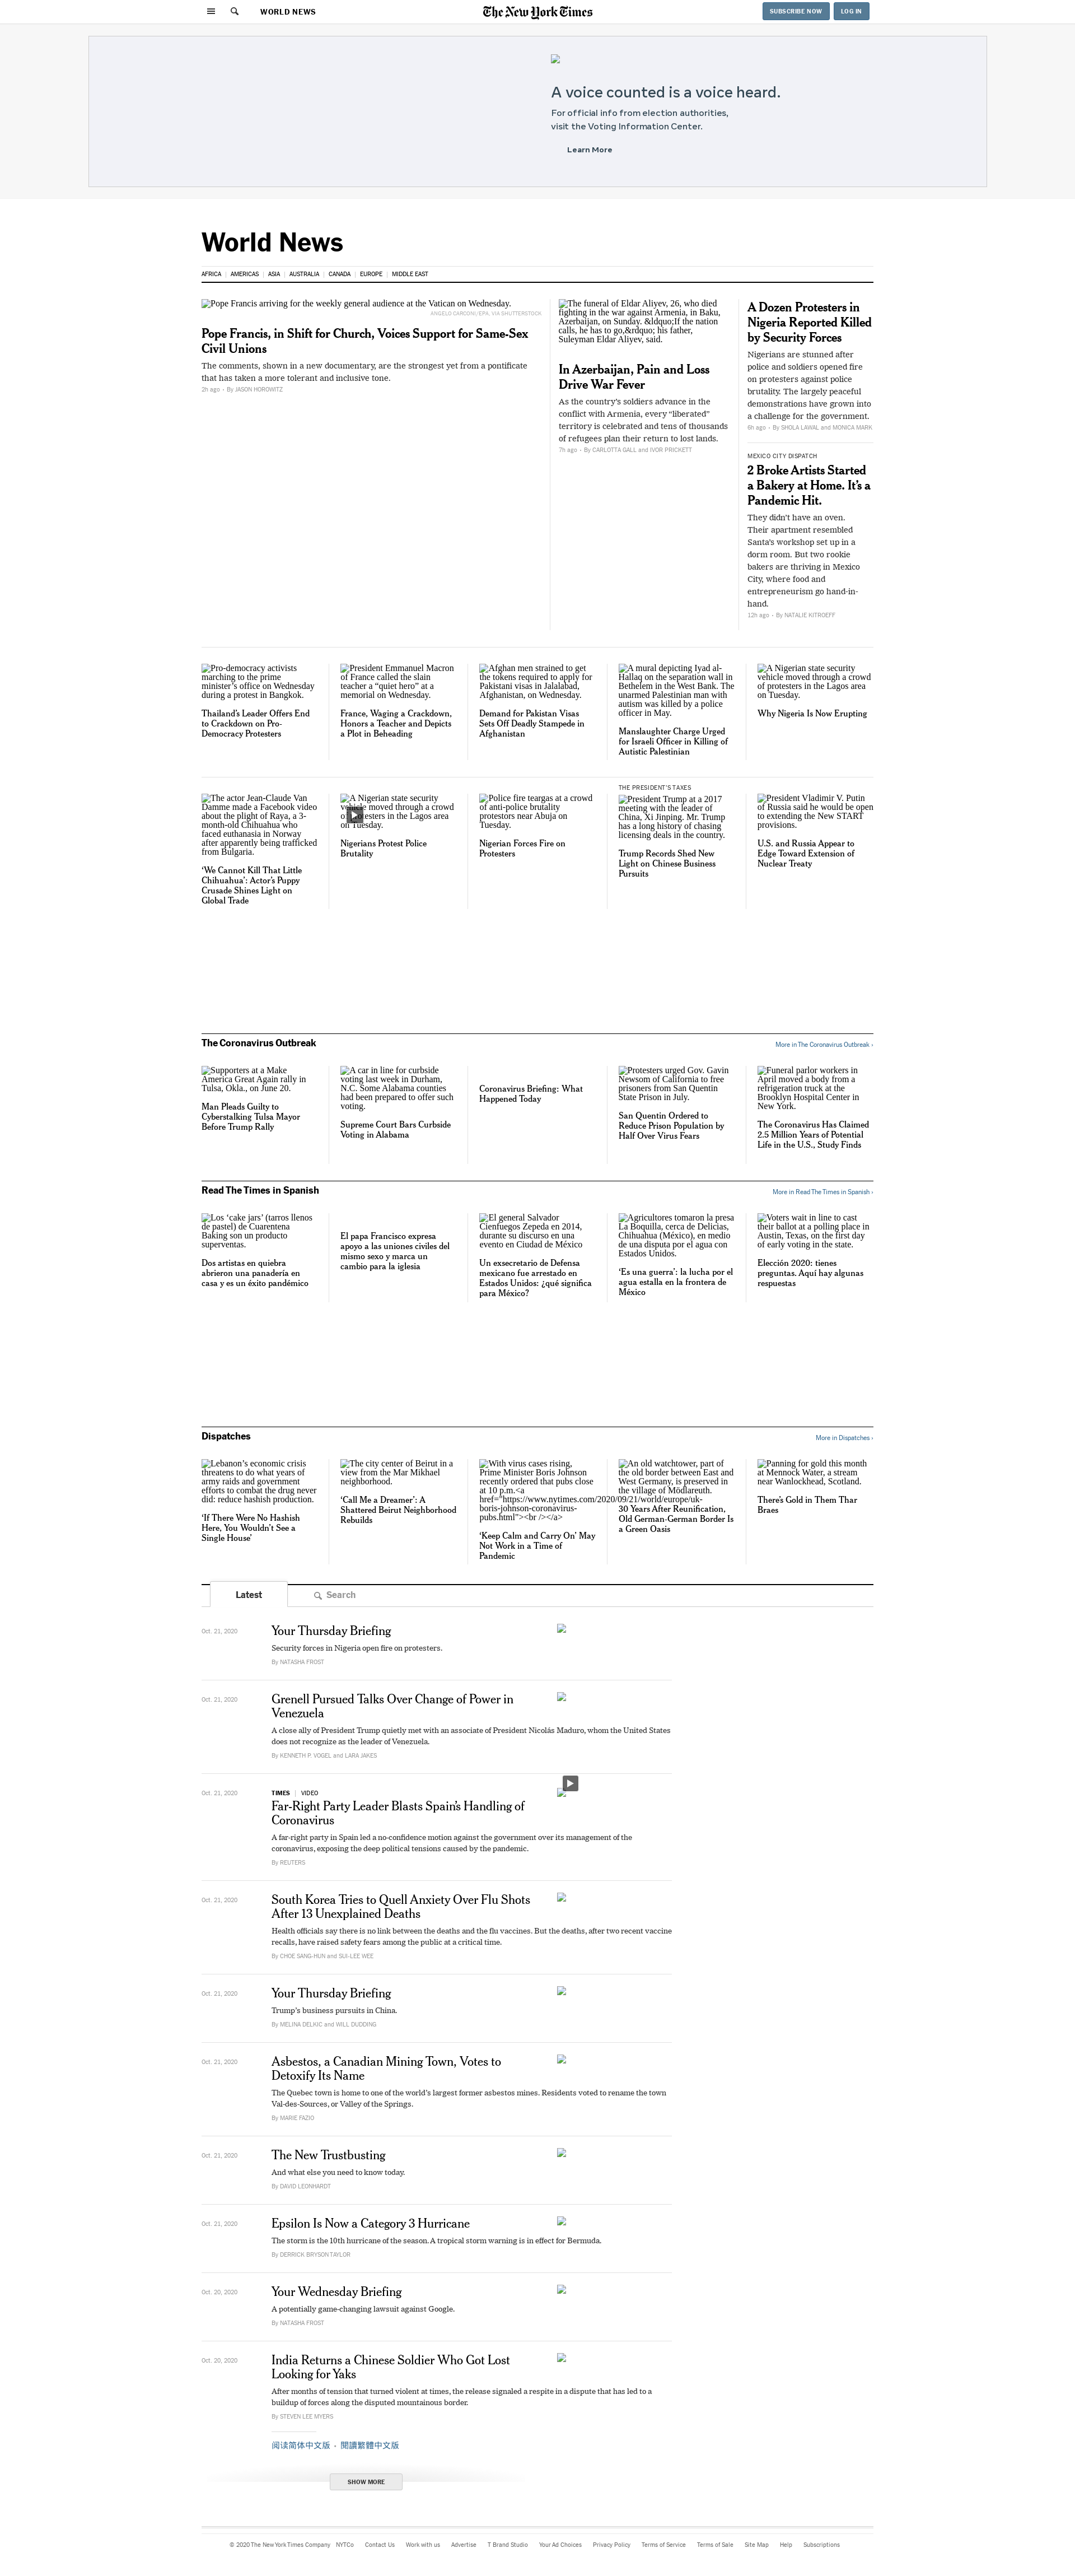 WORLD NEWS
The New York Times
SUBSCRIBE NOW
LOG IN
A voice counted is a voice heard.
For official info from election authorities,
visit the Voting Information Center.
Learn More
World News
AFRICA | AMERICAS | ASIA | AUSTRALIA | CANADA | EUROPE | MIDDLE EAST
Pope Francis arriving for the weekly general audience at the Vatican on Wednesday.
ANGELO CARCONI/EPA, VIA SHUTTERSTOCK
Pope Francis, in Shift for Church, Voices Support for Same-Sex
Civil Unions
The comments, shown in a new documentary, are the strongest yet from a pontificate
that has taken a more tolerant and inclusive tone.
2h ago · By JASON HOROWITZ
The funeral of Eldar Aliyev, 26, who died
fighting in the war against Armenia, in Baku,
Azerbaijan, on Sunday. &ldquo;If the nation
calls, he has to go,&rdquo; his father,
Suleyman Eldar Aliyev, said.
In Azerbaijan, Pain and Loss
Drive War Fever
As the country's soldiers advance in the
conflict with Armenia, every “liberated”
territory is celebrated and tens of thousands
of refugees plan their return to lost lands.
7h ago · By CARLOTTA GALL and IVOR PRICKETT
A Dozen Protesters in
Nigeria Reported Killed
by Security Forces
Nigerians are stunned after
police and soldiers opened fire
on protesters against police
brutality. The largely peaceful
demonstrations have grown into
a challenge for the government.
6h ago · By SHOLA LAWAL and MONICA MARK
MEXICO CITY DISPATCH
2 Broke Artists Started
a Bakery at Home. It’s a
Pandemic Hit.
They didn't have an oven.
Their apartment resembled
Santa's workshop set up in a
dorm room. But two rookie
bakers are thriving in Mexico
City, where food and
entrepreneurism go hand-in-
hand.
12h ago · By NATALIE KITROEFF
Pro-democracy activists
marching to the prime
minister’s office on Wednesday
during a protest in Bangkok.
Thailand’s Leader Offers End
to Crackdown on Pro-
Democracy Protesters
President Emmanuel Macron
of France called the slain
teacher a “quiet hero” at a
memorial on Wednesday.
France, Waging a Crackdown,
Honors a Teacher and Depicts
a Plot in Beheading
Afghan men strained to get
the tokens required to apply for
Pakistani visas in Jalalabad,
Afghanistan, on Wednesday.
Demand for Pakistan Visas
Sets Off Deadly Stampede in
Afghanistan
A mural depicting Iyad al-
Hallaq on the separation wall in
Bethelem in the West Bank. The
unarmed Palestinian man with
autism was killed by a police
officer in May.
Manslaughter Charge Urged
for Israeli Officer in Killing of
Autistic Palestinian
A Nigerian state security
vehicle moved through a crowd
of protesters in the Lagos area
on Tuesday.
Why Nigeria Is Now Erupting
The actor Jean-Claude Van
Damme made a Facebook video
about the plight of Raya, a 3-
month-old Chihuahua who
faced euthanasia in Norway
after apparently being trafficked
from Bulgaria.
‘We Cannot Kill That Little
Chihuahua’: Actor’s Puppy
Crusade Shines Light on
Global Trade
A Nigerian state security
vehicle moved through a crowd
of protesters in the Lagos area
on Tuesday.
Nigerians Protest Police
Brutality
Police fire teargas at a crowd
of anti-police brutality
protestors near Abuja on
Tuesday.
Nigerian Forces Fire on
Protesters
THE PRESIDENT’S TAXES
President Trump at a 2017
meeting with the leader of
China, Xi Jinping. Mr. Trump
has a long history of chasing
licensing deals in the country.
Trump Records Shed New
Light on Chinese Business
Pursuits
President Vladimir V. Putin
of Russia said he would be open
to extending the New START
provisions.
U.S. and Russia Appear to
Edge Toward Extension of
Nuclear Treaty
The Coronavirus Outbreak
More in The Coronavirus Outbreak ›
Supporters at a Make
America Great Again rally in
Tulsa, Okla., on June 20.
Man Pleads Guilty to
Cyberstalking Tulsa Mayor
Before Trump Rally
A car in line for curbside
voting last week in Durham,
N.C. Some Alabama counties
had been prepared to offer such
voting.
Supreme Court Bars Curbside
Voting in Alabama
Coronavirus Briefing: What
Happened Today
Protesters urged Gov. Gavin
Newsom of California to free
prisoners from San Quentin
State Prison in July.
San Quentin Ordered to
Reduce Prison Population by
Half Over Virus Fears
Funeral parlor workers in
April moved a body from a
refrigeration truck at the
Brooklyn Hospital Center in
New York.
The Coronavirus Has Claimed
2.5 Million Years of Potential
Life in the U.S., Study Finds
Read The Times in Spanish
More in Read The Times in Spanish ›
Los ‘cake jars’ (tarros llenos
de pastel) de Cuarentena
Baking son un producto
superventas.
Dos artistas en quiebra
abrieron una panadería en
casa y es un éxito pandémico
El papa Francisco expresa
apoyo a las uniones civiles del
mismo sexo y marca un
cambio para la iglesia
El general Salvador
Cienfuegos Zepeda en 2014,
durante su discurso en una
evento en Ciudad de México
Un exsecretario de Defensa
mexicano fue arrestado en
Estados Unidos: ¿qué significa
para México?
Agricultores tomaron la presa
La Boquilla, cerca de Delicias,
Chihuahua (México), en medio
de una disputa por el agua con
Estados Unidos.
‘Es una guerra’: la lucha por el
agua estalla en la frontera de
México
Voters wait in line to cast
their ballot at a polling place in
Austin, Texas, on the first day
of early voting in the state.
Elección 2020: tienes
preguntas. Aquí hay algunas
respuestas
Dispatches
More in Dispatches ›
Lebanon’s economic crisis
threatens to do what years of
army raids and government
efforts to combat the drug never
did: reduce hashish production.
‘If There Were No Hashish
Here, You Wouldn’t See a
Single House’
The city center of Beirut in a
view from the Mar Mikhael
neighborhood.
‘Call Me a Dreamer’: A
Shattered Beirut Neighborhood
Rebuilds
With virus cases rising,
Prime Minister Boris Johnson
recently ordered that pubs close
at 10 p.m.<a
href="https://www.nytimes.com/2020/09/21/world/europe/uk-
boris-johnson-coronavirus-
pubs.html"><br /></a>
‘Keep Calm and Carry On’ May
Not Work in a Time of
Pandemic
An old watchtower, part of
the old border between East and
West Germany, is preserved in
the village of Mödlareuth.
30 Years After Reunification,
Old German-German Border Is
a Green Oasis
Panning for gold this month
at Mennock Water, a stream
near Wanlockhead, Scotland.
There’s Gold in Them Thar
Braes
Latest
Search
Oct. 21, 2020
Your Thursday Briefing
Security forces in Nigeria open fire on protesters.
By NATASHA FROST
Oct. 21, 2020
Grenell Pursued Talks Over Change of Power in
Venezuela
A close ally of President Trump quietly met with an associate of President Nicolás Maduro, whom the United States
does not recognize as the leader of Venezuela.
By KENNETH P. VOGEL and LARA JAKES
Oct. 21, 2020
TIMES | VIDEO
Far-Right Party Leader Blasts Spain’s Handling of
Coronavirus
A far-right party in Spain led a no-confidence motion against the government over its management of the
coronavirus, exposing the deep political tensions caused by the pandemic.
By REUTERS
Oct. 21, 2020
South Korea Tries to Quell Anxiety Over Flu Shots
After 13 Unexplained Deaths
Health officials say there is no link between the deaths and the flu vaccines. But the deaths, after two recent vaccine
recalls, have raised safety fears among the public at a critical time.
By CHOE SANG-HUN and SUI-LEE WEE
Oct. 21, 2020
Your Thursday Briefing
Trump’s business pursuits in China.
By MELINA DELKIC and WILL DUDDING
Oct. 21, 2020
Asbestos, a Canadian Mining Town, Votes to
Detoxify Its Name
The Quebec town is home to one of the world’s largest former asbestos mines. Residents voted to rename the town
Val-des-Sources, or Valley of the Springs.
By MARIE FAZIO
Oct. 21, 2020
The New Trustbusting
And what else you need to know today.
By DAVID LEONHARDT
Oct. 21, 2020
Epsilon Is Now a Category 3 Hurricane
The storm is the 10th hurricane of the season. A tropical storm warning is in effect for Bermuda.
By DERRICK BRYSON TAYLOR
Oct. 20, 2020
Your Wednesday Briefing
A potentially game-changing lawsuit against Google.
By NATASHA FROST
Oct. 20, 2020
India Returns a Chinese Soldier Who Got Lost
Looking for Yaks
After months of tension that turned violent at times, the release signaled a respite in a dispute that has led to a
buildup of forces along the disputed mountainous border.
By STEVEN LEE MYERS
阅读简体中文版 · 閱讀繁體中文版
SHOW MORE
© 2020 The New York Times Company NYTCo Contact Us Work with us Advertise T Brand Studio Your Ad Choices Privacy Policy Terms of Service Terms of Sale Site Map Help Subscriptions